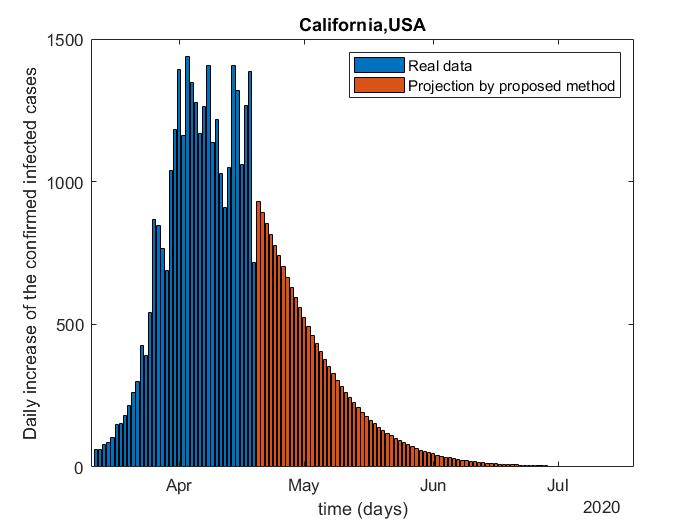 California,USA
1500
1000
500
0
Daily increase of the confirmed infected cases
Real data
Projection by proposed method
Apr
May
Jun
Jul
time (days)
2020